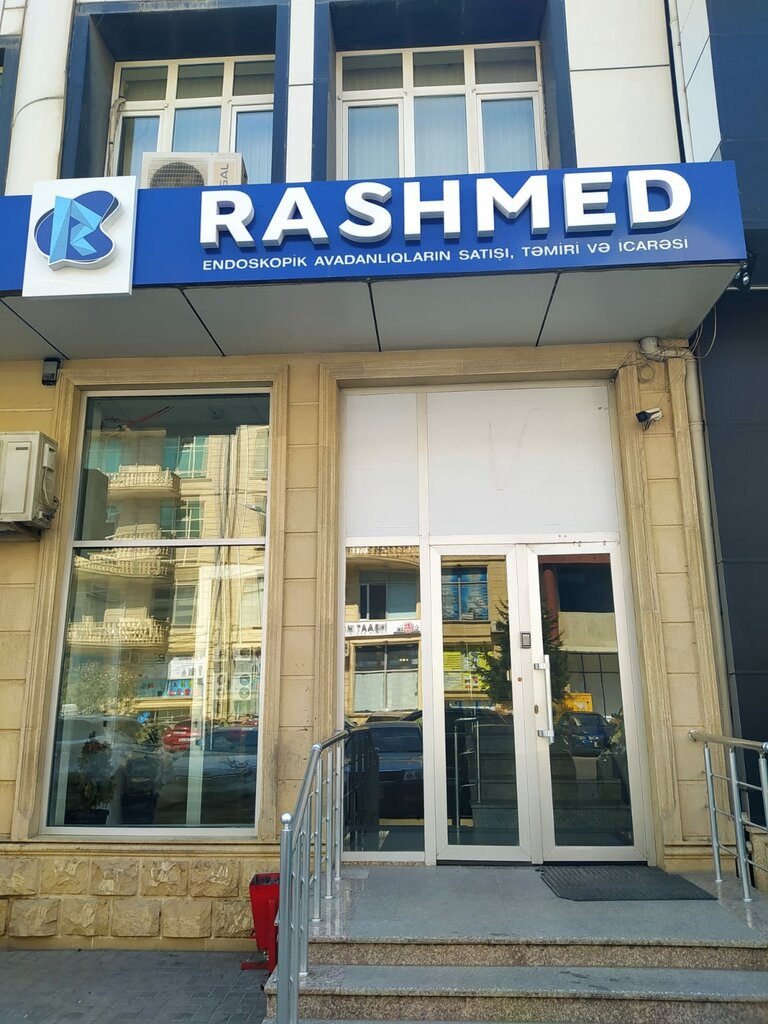 RASHMED
ENDOSKOPİK AVADANLIQLARIN SATIŞI, TƏMİRİ VƏ İCARƏSİ